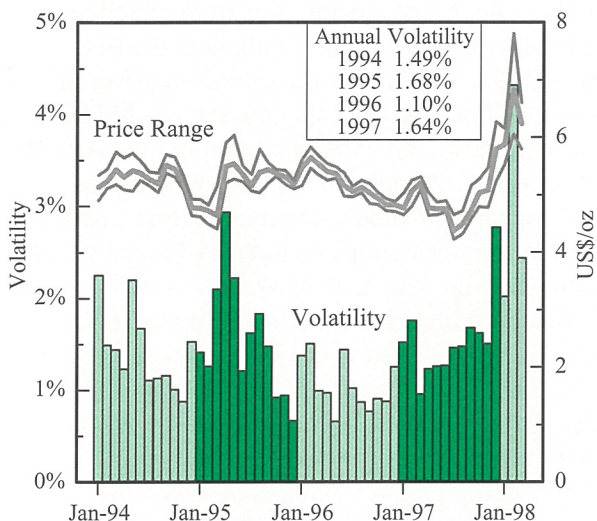 5%
4%
3%
2%
1%
0%
Volatility
8
6
4
2
0
US$/oz
Annual Volatility
1994 1.49%
1995 1.68%
1996 1.10%
1997 1.64%
Price Range
Volatility
Jan-94
Jan-95
Jan-96
Jan-97
Jan-98